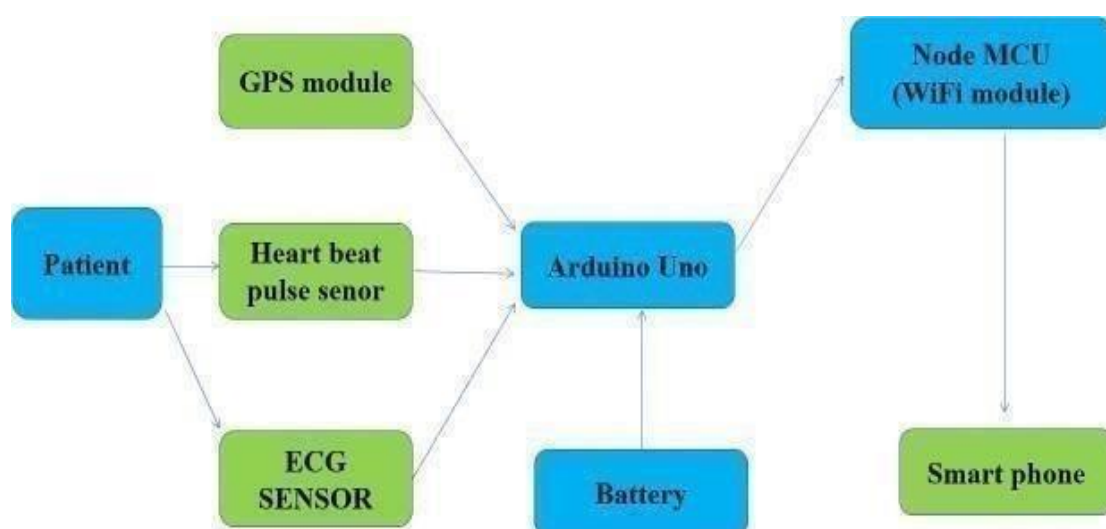 GPS module
Node MCU
(WiFi module)
Patient
Heart beat
pulse senor
Arduino Uno
ECG
SENSOR
Battery
Smart phone